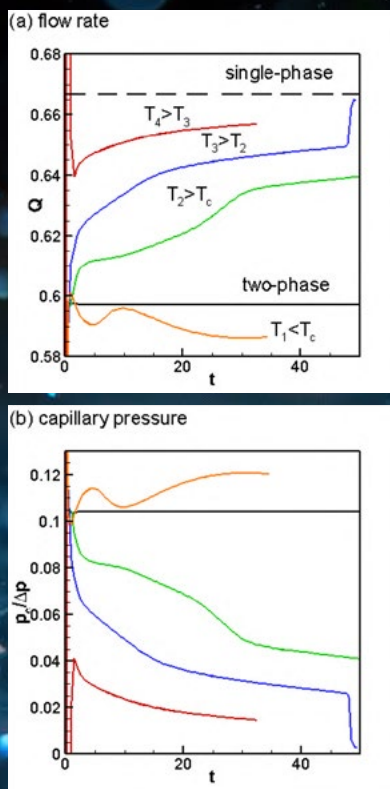 (a) flow rate
0.68
single-phase
0.66
T4>T3
T3>T2
0.64
Q
T2>Tc
0.62
two-phase
0.6
T1<Tc
0.58
0
20
40
t
(b) capillary pressure
0.12
0.1
0.08
pc/Δp
0.06
0.04
0.02
0
0
20
40
t